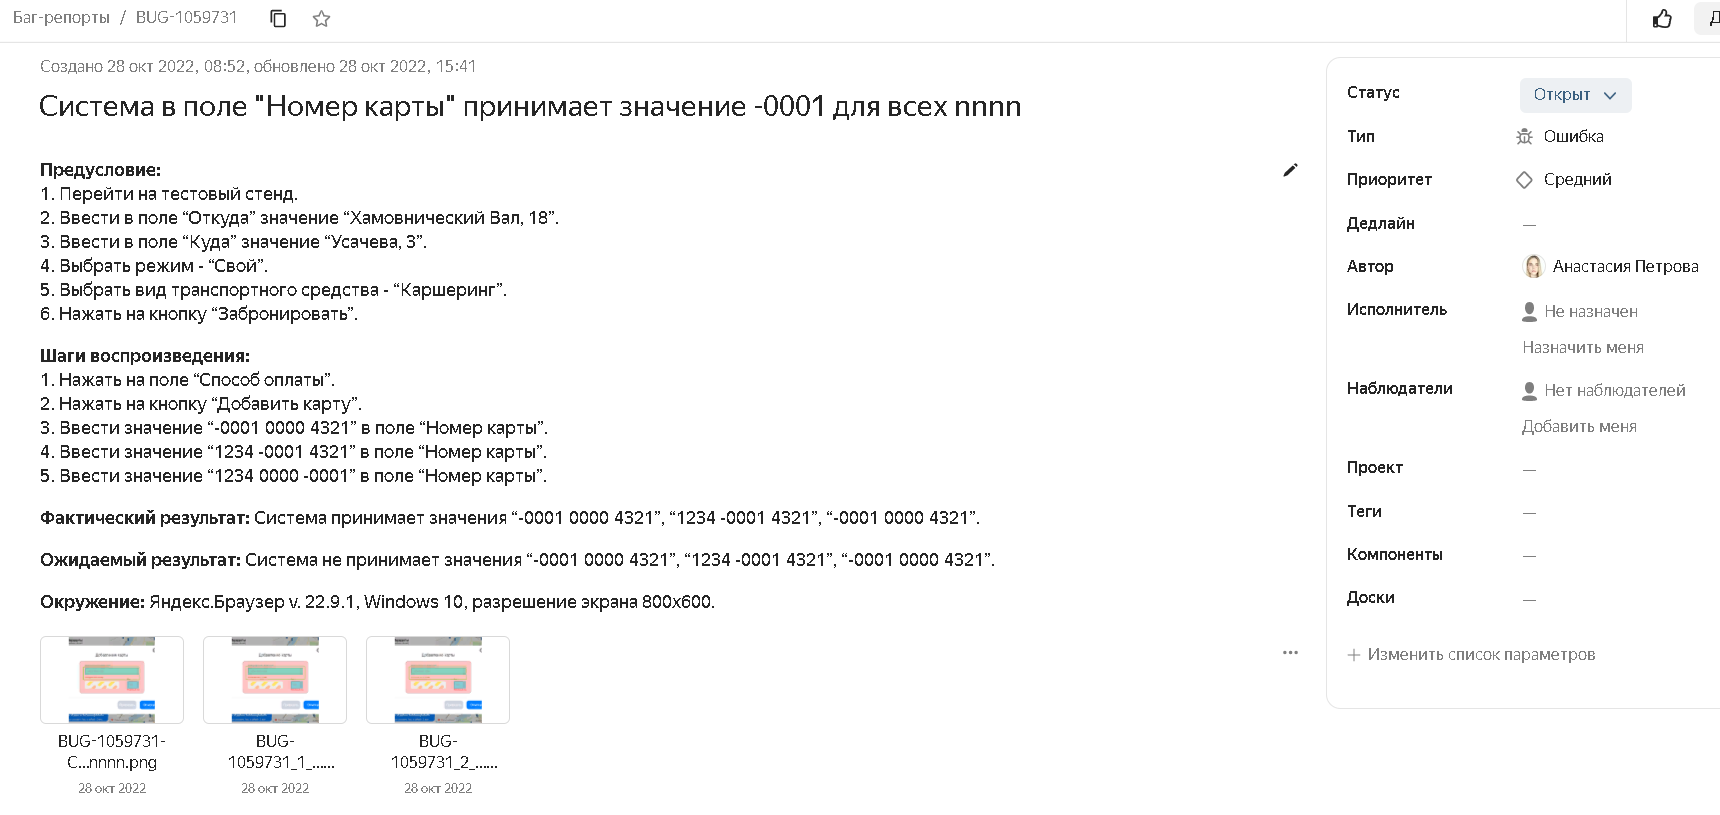 Баг-репорты / BUG-1059731
Д
Создано 28 окт 2022, 08:52, обновлено 28 окт 2022, 15:41
Система в поле "Номер карты" принимает значение -0001 для всех nnnn
Предусловие:
1. Перейти на тестовый стенд.
2. Ввести в поле “Откуда” значение “Хамовнический Вал, 18”.
3. Ввести в поле “Куда” значение “Усачева, 3”.
4. Выбрать режим - “Свой”.
5. Выбрать вид транспортного средства - “Каршеринг”.
6. Нажать на кнопку “Забронировать”.
Шаги воспроизведения:
1. Нажать на поле “Способ оплаты”.
2. Нажать на кнопку “Добавить карту”.
3. Ввести значение “-0001 0000 4321” в поле “Номер карты”.
4. Ввести значение “1234 -0001 4321” в поле “Номер карты”.
5. Ввести значение “1234 0000 -0001” в поле “Номер карты”.
Фактический результат: Система принимает значения “-0001 0000 4321”, “1234 -0001 4321”, “-0001 0000 4321”.
Ожидаемый результат: Система не принимает значения “-0001 0000 4321”, “1234 -0001 4321”, “-0001 0000 4321”.
Окружение: Яндекс.Браузер v. 22.9.1, Windows 10, разрешение экрана 800x600.
BUG-1059731-
C...nnnn.png
28 окт 2022
BUG-
1059731_1_......
28 окт 2022
BUG-
1059731_2_......
28 окт 2022
Статус Открыт
Тип Ошибка
Приоритет Средний
Дедлайн —
Автор Анастасия Петрова
Исполнитель Не назначен
Назначить меня
Наблюдатели Нет наблюдателей
Добавить меня
Проект —
Теги —
Компоненты —
Доски —
+ Изменить список параметров